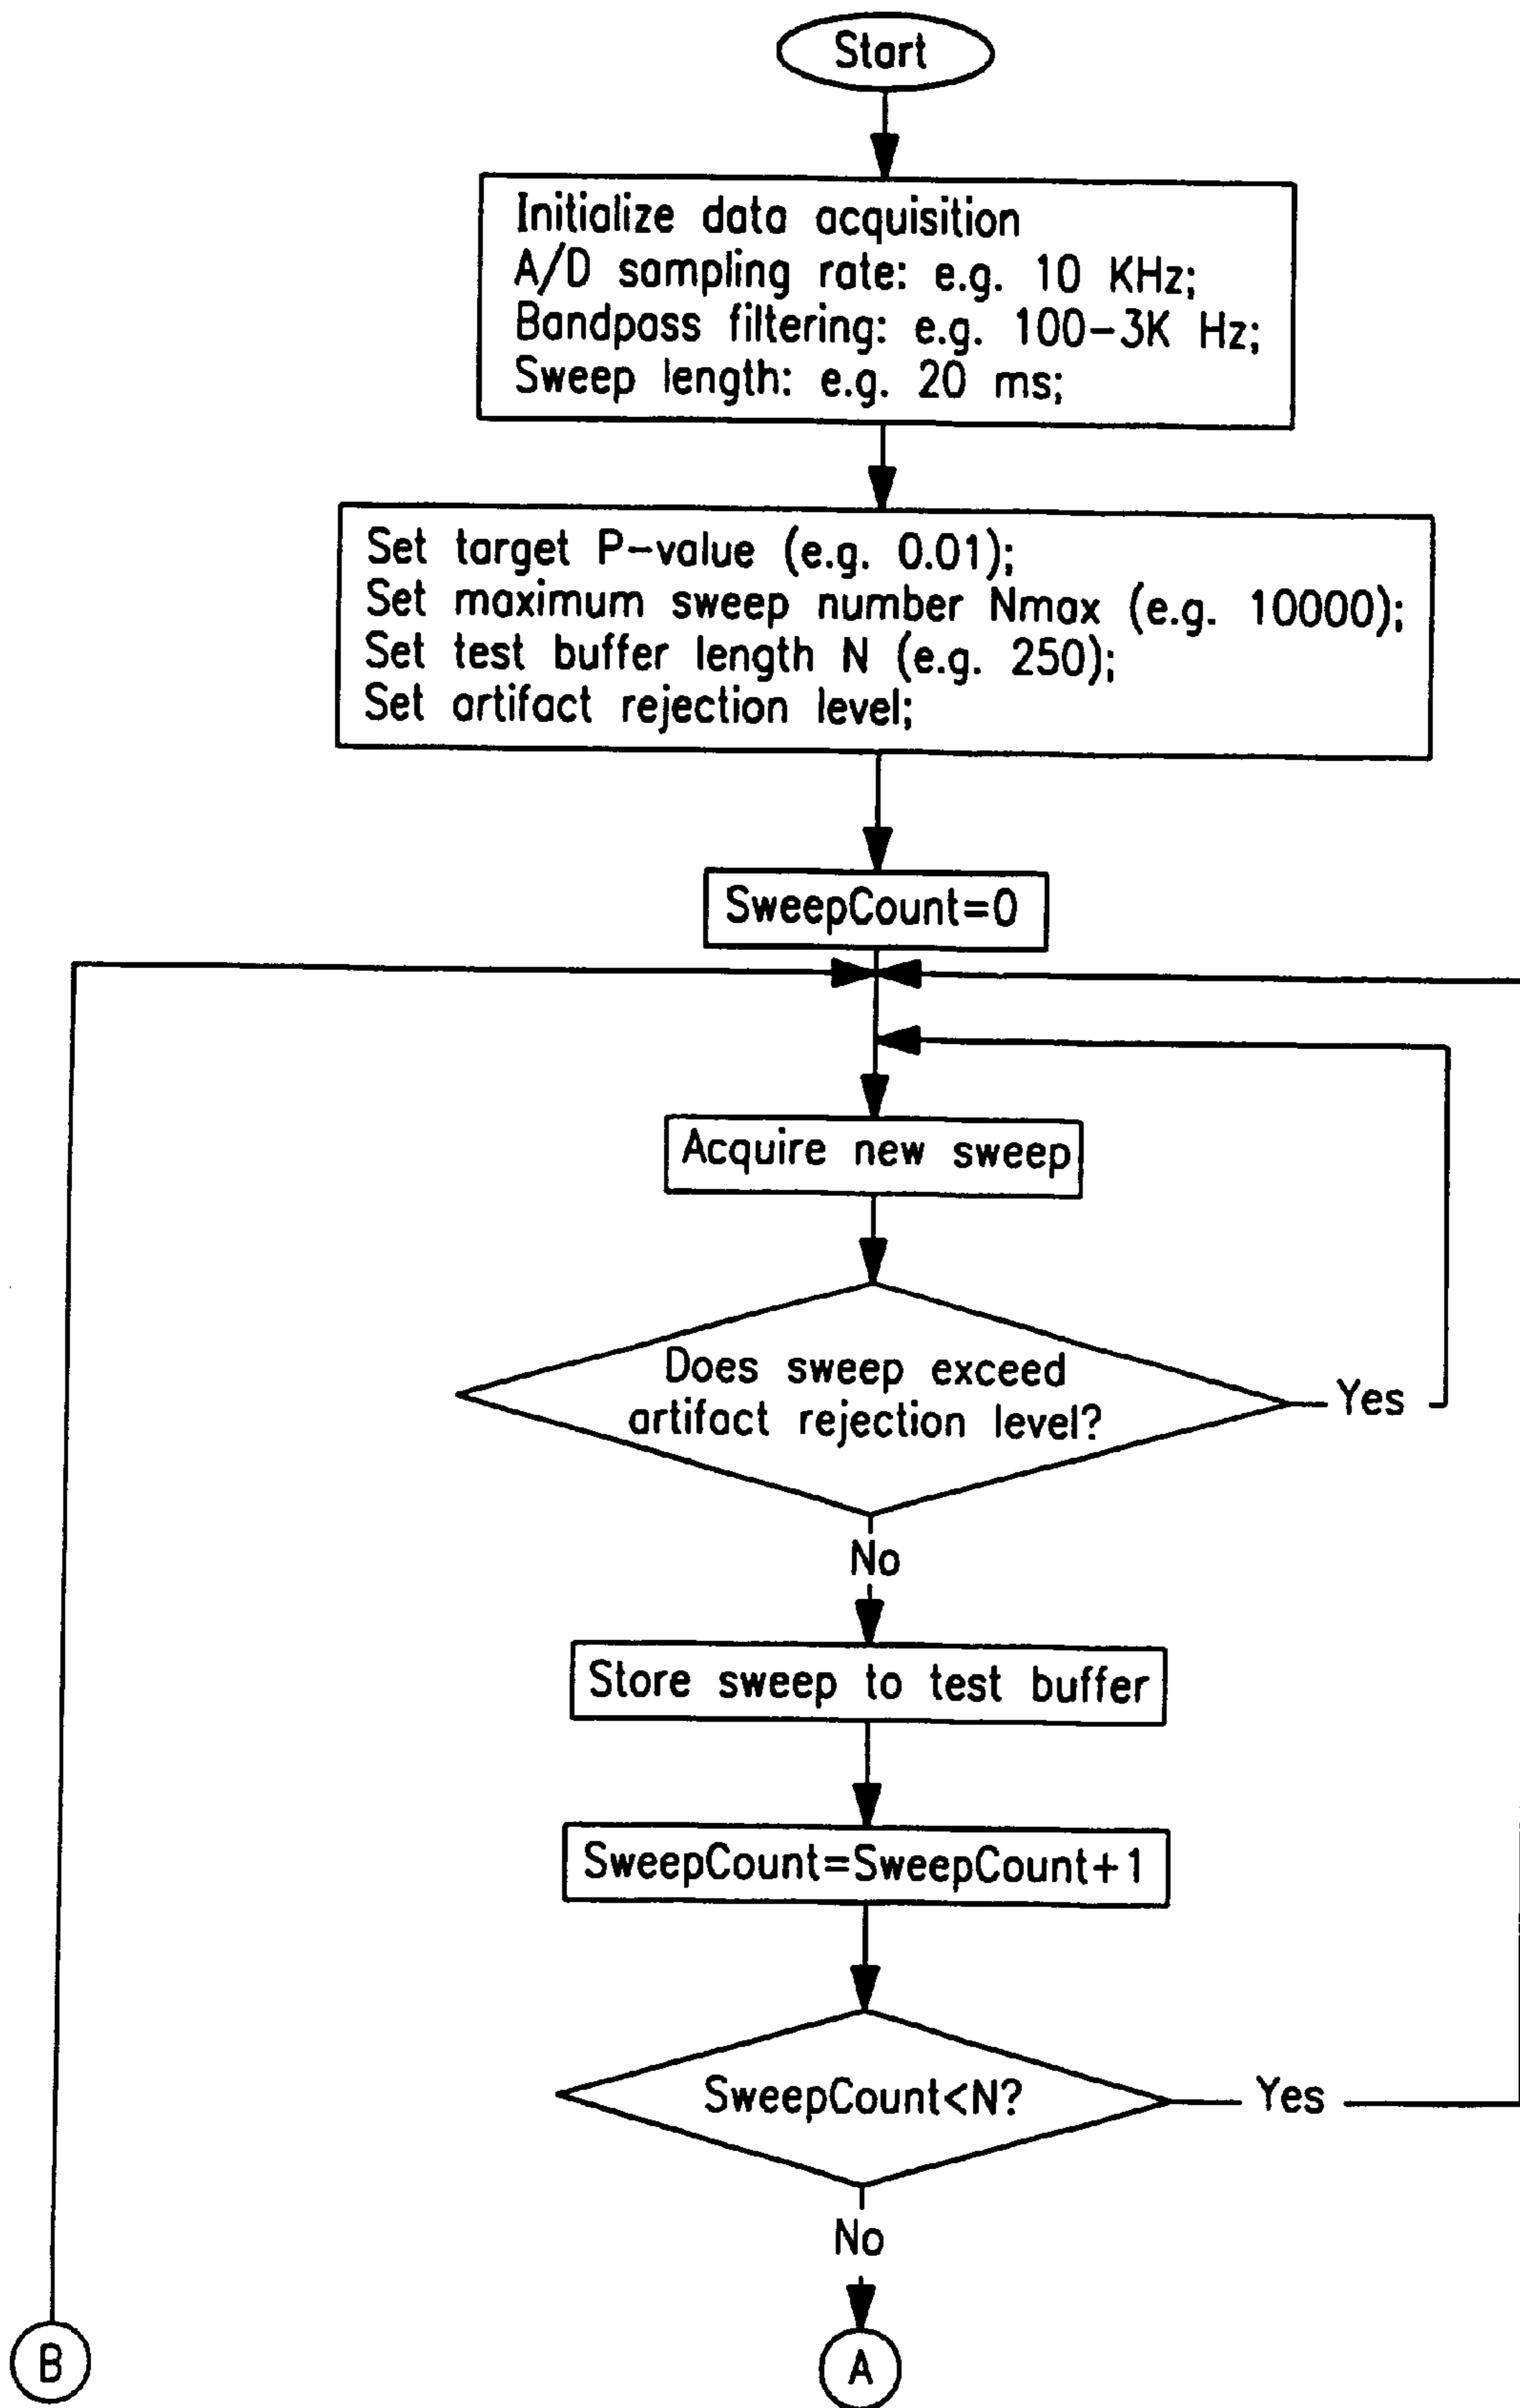 Start
Initialize data acquisition
A/D sampling rate: e.g. 10 KHz;
Bandpass filtering: e.g. 100-3K Hz;
Sweep length: e.g. 20 ms;
Set target P-value (e.g. 0.01);
Set maximum sweep number Nmax (e.g. 10000);
Set test buffer length N (e.g. 250);
Set artifact rejection level;
SweepCount=0
Acquire new sweep
Does sweep exceed
artifact rejection level?
Yes
No
Store sweep to test buffer
SweepCount=SweepCount+1
SweepCount<N?
Yes
No
B
A